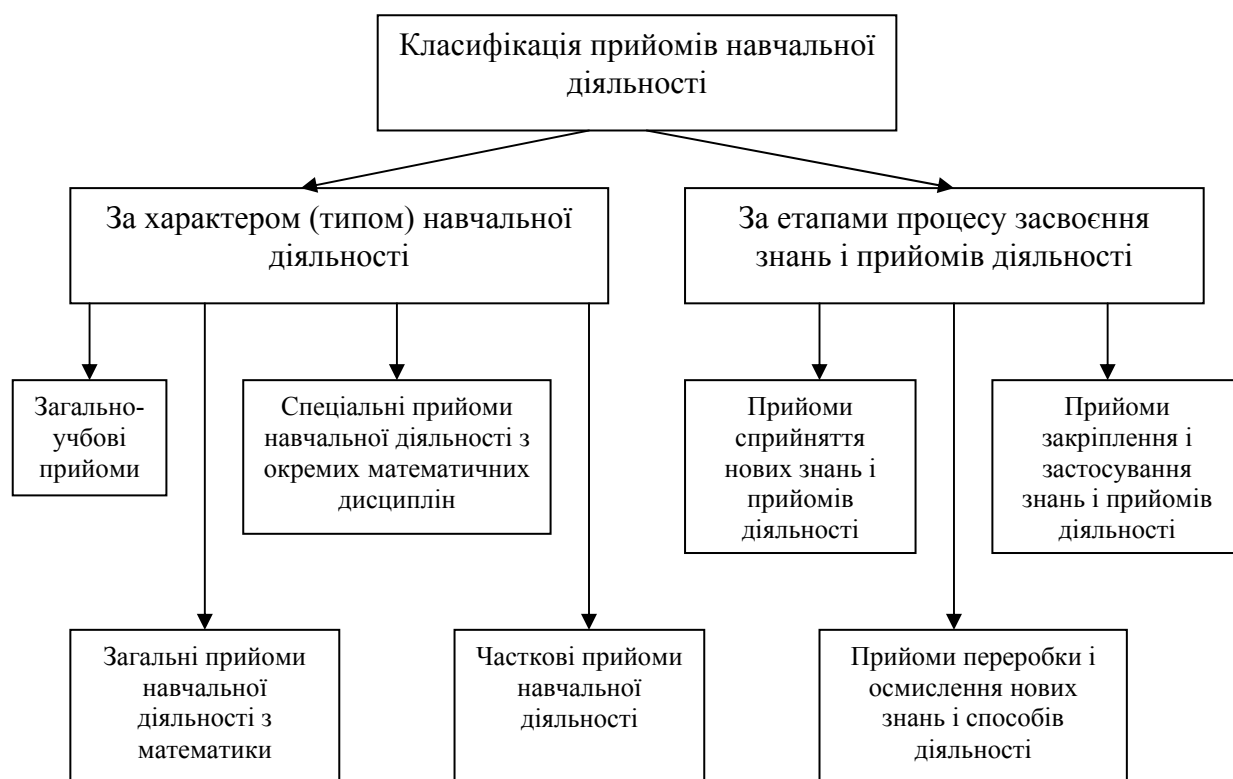 Класифікація прийомів навчальної
діяльності
За характером (типом) навчальної
діяльності
За етапами процесу засвоєння
знань і прийомів діяльності
Загально-
учбові
прийоми
Спеціальні прийоми
навчальної діяльності з
окремих математичних
дисциплін
Прийоми
сприйняття
нових знань і
прийомів
діяльності
Прийоми
закріплення і
застосування
знань і прийомів
діяльності
Загальні прийоми
навчальної
діяльності з
математики
Часткові прийоми
навчальної
діяльності
Прийоми переробки і
осмислення нових
знань і способів
діяльності